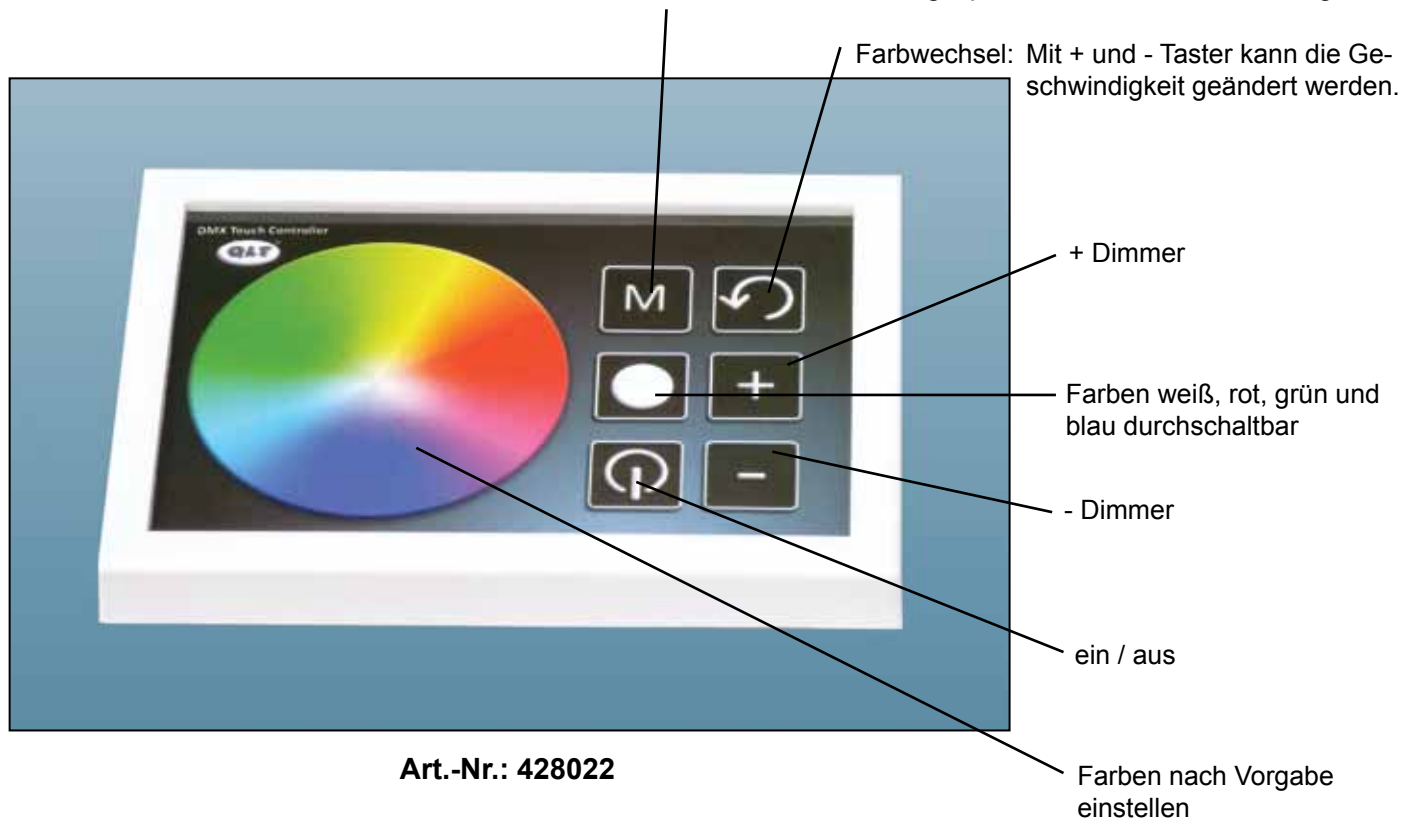 Farbwechsel: Mit + und - Taster kann die Ge-
schwindigkeit geändert werden.
DMX Touch Controller
QLT
M
+ Dimmer
+
Farben weiß, rot, grün und
blau durchschaltbar
-
- Dimmer
ein / aus
Art.-Nr.: 428022
Farben nach Vorgabe
einstellen